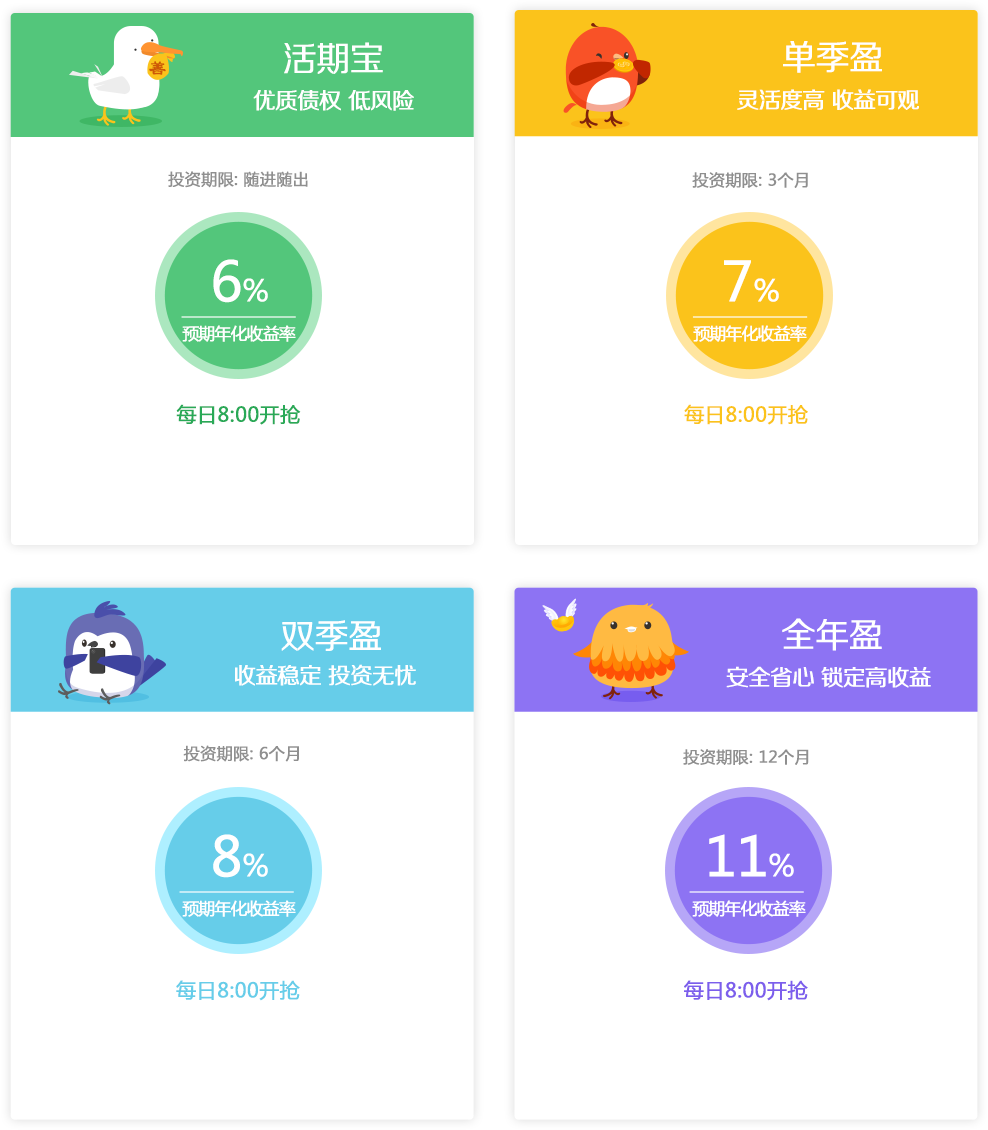 善
活期宝
优质债权 低风险
投资期限: 随进随出
6%
预期年化收益率
每日8:00开抢
单季盈
灵活度高 收益可观
投资期限: 3个月
7%
预期年化收益率
每日8:00开抢
双季盈
收益稳定 投资无忧
投资期限: 6个月
8%
预期年化收益率
每日8:00开抢
全年盈
安全省心 锁定高收益
投资期限: 12个月
11%
预期年化收益率
每日8:00开抢